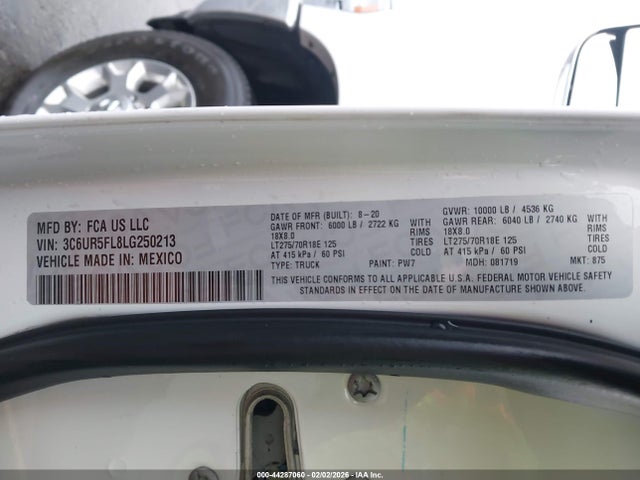 MFD BY: FCA US LLC
VIN: 3C6UR5FL8LG250213
VEHICLE MADE IN: MEXICO
DATE OF MFR (BUILT): 8-20
GAWR FRONT: 6000 LB / 2722 KG
18X8.0 RIMS WITH TIRES
LT275/70R18E 125
AT 415 kPa / 60 PSI COLD
TYPE: TRUCK PAINT: PW7
GVWR: 10000 LB / 4536 KG
GAWR REAR: 6040 LB / 2740 KG
18X8.0 RIMS WITH TIRES
LT275/70R18E 125
AT 415 kPa / 60 PSI COLD
MDH: 081719 MKT: 875
THIS VEHICLE CONFORMS TO ALL APPLICABLE U.S.A. FEDERAL MOTOR VEHICLE SAFETY
STANDARDS IN EFFECT ON THE DATE OF MANUFACTURE SHOWN ABOVE.
000-44287060 - 02/02/2026 - IAA. Inc.